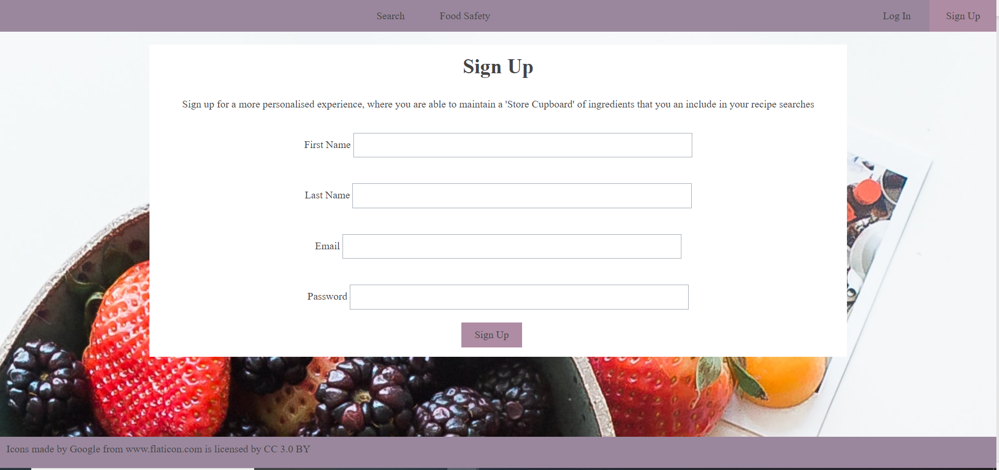 Search Food Safety Log In Sign Up
Sign Up
Sign up for a more personalised experience, where you are able to maintain a 'Store Cupboard' of ingredients that you an include in your recipe searches
First Name
Last Name
Email
Password
Sign Up
Icons made by Google from www.flaticon.com is licensed by CC 3.0 BY